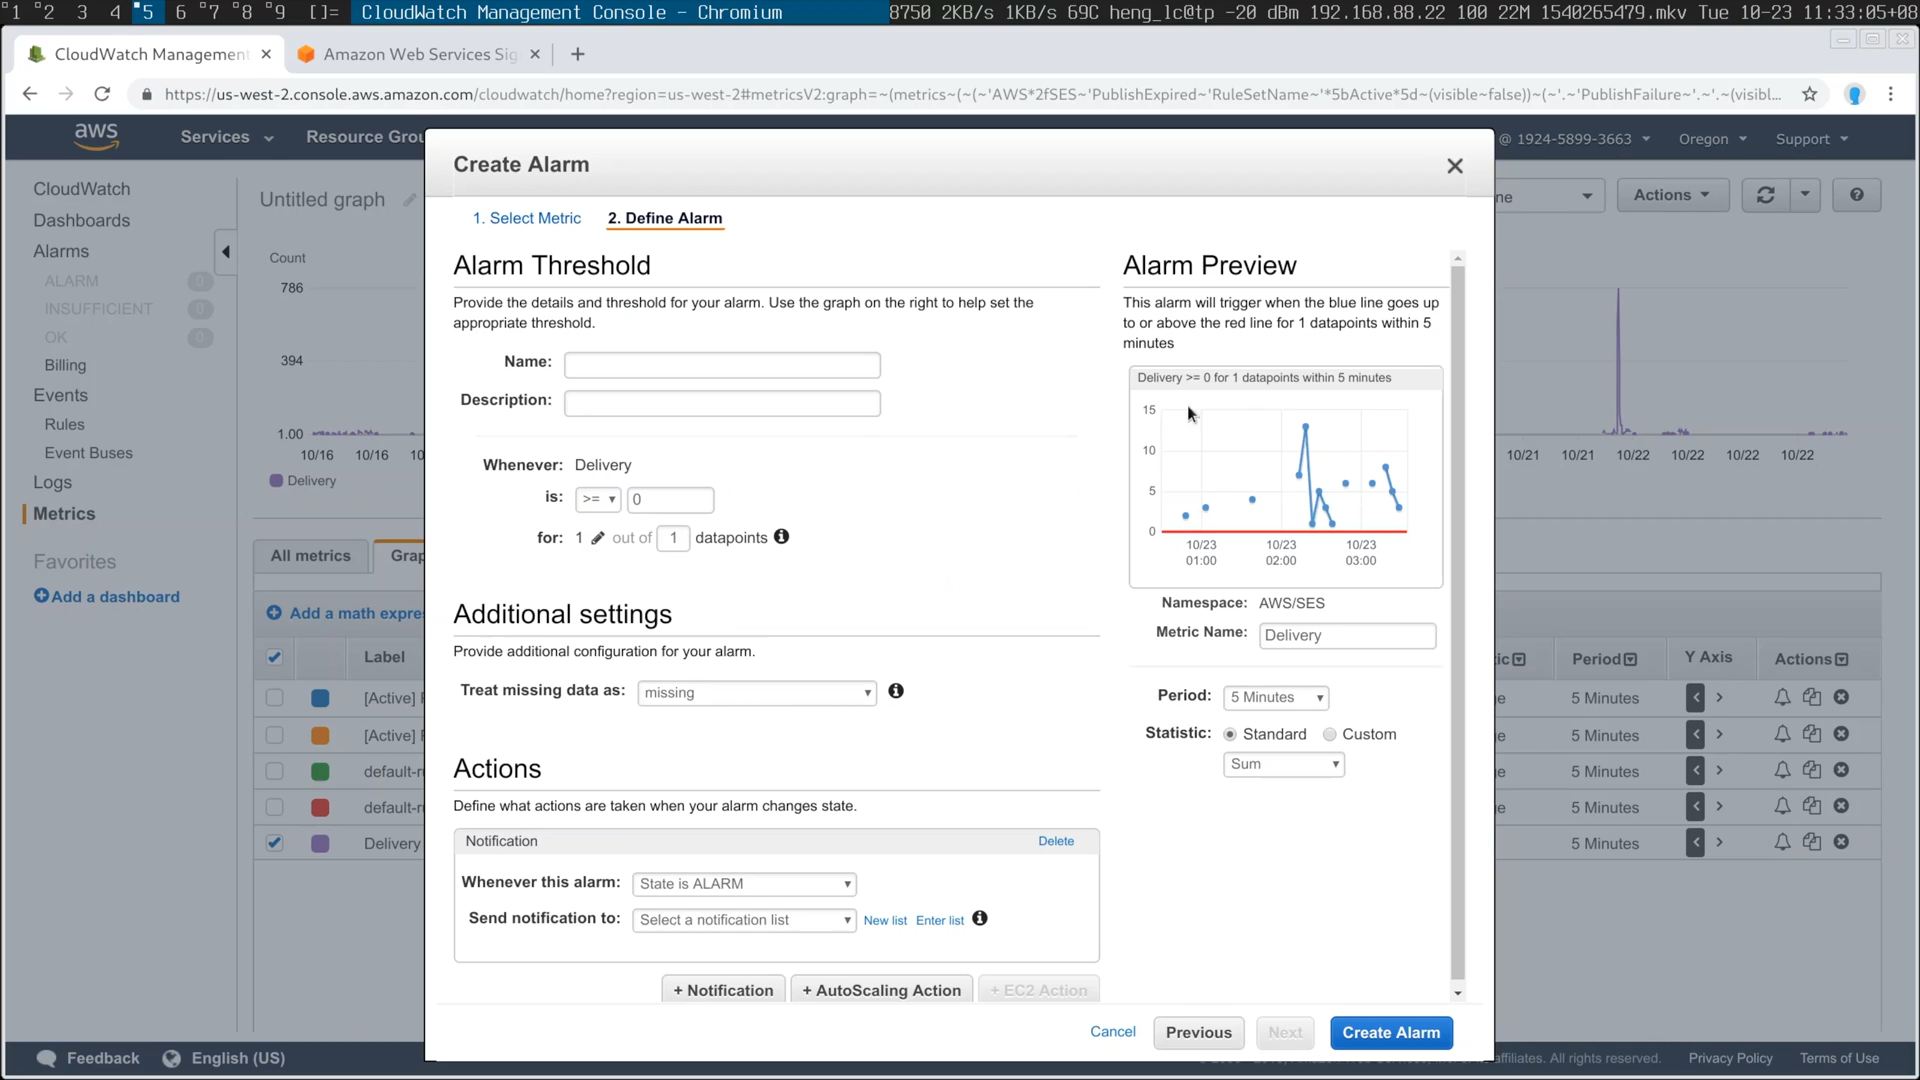 1 2 3 4 5 6 7 8 9 []= CloudWatch Management Console - Chromium 8750 2KB/s 1KB/s 69C heng_lc@tp -20 dBm 192.168.88.22 100 22M 1540265479.mkv Tue 10-23 11:33:05+08
CloudWatch Management Amazon Web Services Sig
https://us-west-2.console.aws.amazon.com/cloudwatch/home?region=us-west-2#metricsV2:graph=~(metrics~(~(~'AWS*2fSES~'PublishExpired~'RuleSetName~'*5bActive*5d~(visible~false))~(~'.~'PublishFailure~'.~'.~(visibl...
aws Services Resource Grou @ 1924-5899-3663 Oregon Support
CloudWatch
Dashboards
Alarms
ALARM 0
INSUFFICIENT 0
OK 0
Billing
Events
Rules
Event Buses
Logs
Metrics
Favorites
Add a dashboard
Untitled graph
ne Actions
Count
786
394
1.00
10/16 10/16 10
10/21 10/21 10/22 10/22 10/22 10/22
Delivery
All metrics Grap
Add a math expre
Label
[Active]
[Active]
default-ru
default-ru
Delivery
ic Period Y Axis Actions
e 5 Minutes
e 5 Minutes
e 5 Minutes
e 5 Minutes
5 Minutes
Create Alarm
1. Select Metric 2. Define Alarm
Alarm Threshold
Provide the details and threshold for your alarm. Use the graph on the right to help set the
appropriate threshold.
Name:
Description:
Whenever: Delivery
is: >= 0
for: 1 out of 1 datapoints
Additional settings
Provide additional configuration for your alarm.
Treat missing data as: missing
Actions
Define what actions are taken when your alarm changes state.
Notification Delete
Whenever this alarm: State is ALARM
Send notification to: Select a notification list New list Enter list
+ Notification + AutoScaling Action + EC2 Action
Alarm Preview
This alarm will trigger when the blue line goes up
to or above the red line for 1 datapoints within 5
minutes
Delivery >= 0 for 1 datapoints within 5 minutes
15
10
5
0
10/23 10/23 10/23
01:00 02:00 03:00
Namespace: AWS/SES
Metric Name: Delivery
Period: 5 Minutes
Statistic: Standard Custom
Sum
Cancel Previous Next Create Alarm
Feedback English (US) affiliates. All rights reserved. Privacy Policy Terms of Use